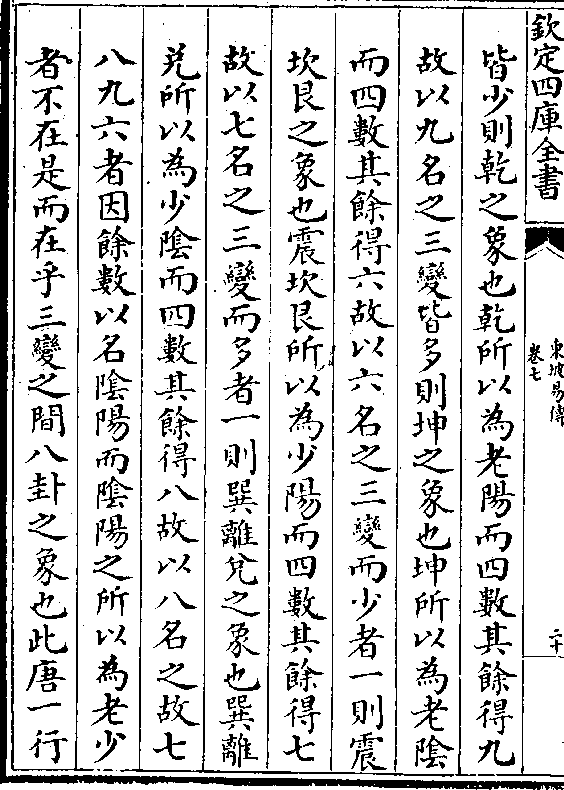 欽定四庫全書
東坡易傳
卷七
二十
皆少則乾之象也乾所以為老陽而四數其餘得九
故以九名之三變皆多則坤之象也坤所以為老陰
而四數其餘得六故以六名之三變而少者一則震
坎艮之象也震坎艮所以為少陽而四數其餘得七
故以七名之三變而多者一則巽離兌之象也巽離
兌所以為少陰而四數其餘得八故以八名之故七
八九六者因餘數以名陰陽而陰陽之所以為老少
者不在是而在乎三變之間八卦之象也此唐一行